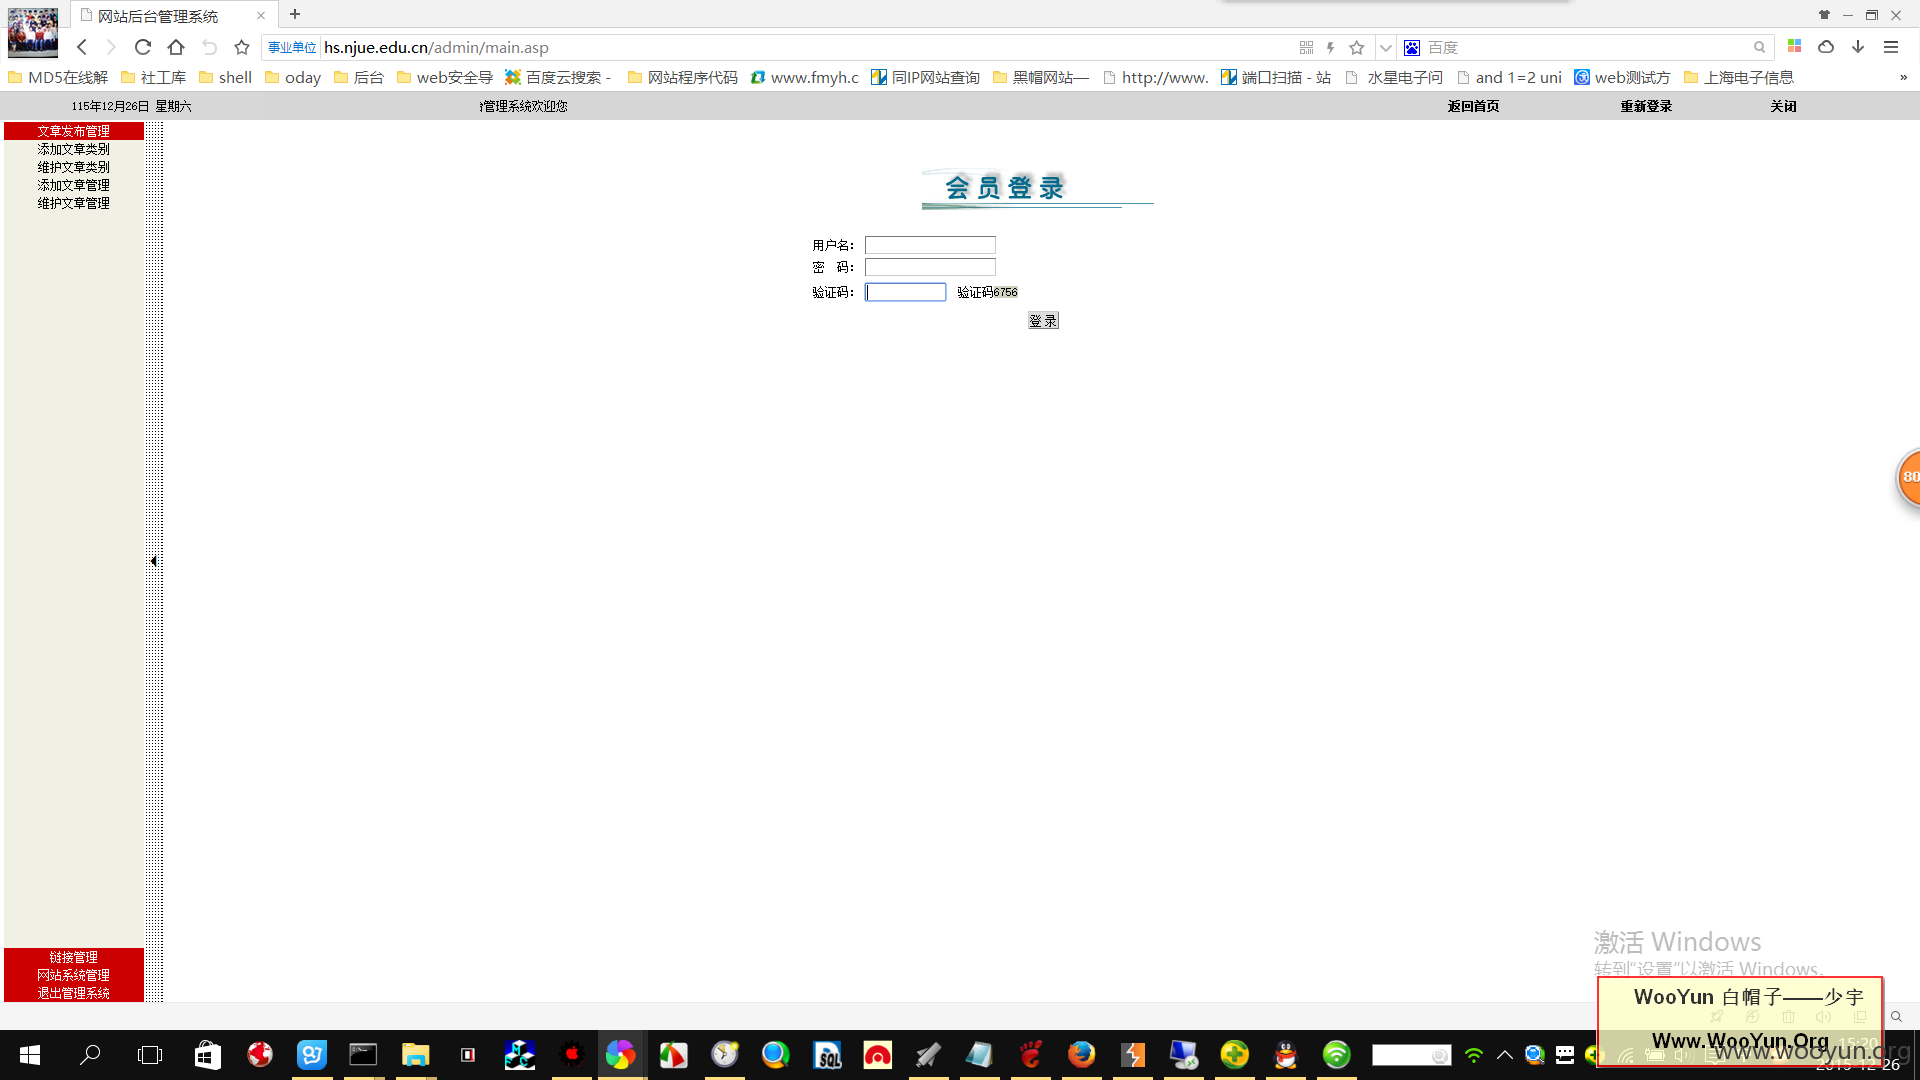 网站后台管理系统
事业单位 hs.njue.edu.cn/admin/main.asp
百度
MD5在线解 社工库 shell oday 后台 web安全导 百度云搜索 - 网站程序代码 www.fmyh.c 同IP网站查询 黑帽网站— http://www. 端口扫描 - 站 水星电子问 and 1=2 uni web测试方 上海电子信息 »
115年12月26日 星期六
管理系统欢迎您
返回首页 重新登录 关闭
文章发布管理
添加文章类别
维护文章类别
添加文章管理
维护文章管理
会员登录
用户名：
密 码：
验证码： 验证码6756
登 录
80
链接管理
网站系统管理
退出管理系统
激活 Windows
转到"设置"以激活 Windows。
WooYun 白帽子——少宇
Www.WooYun.Org
15:20
www.wooyun.org
2015-12-26
SQL